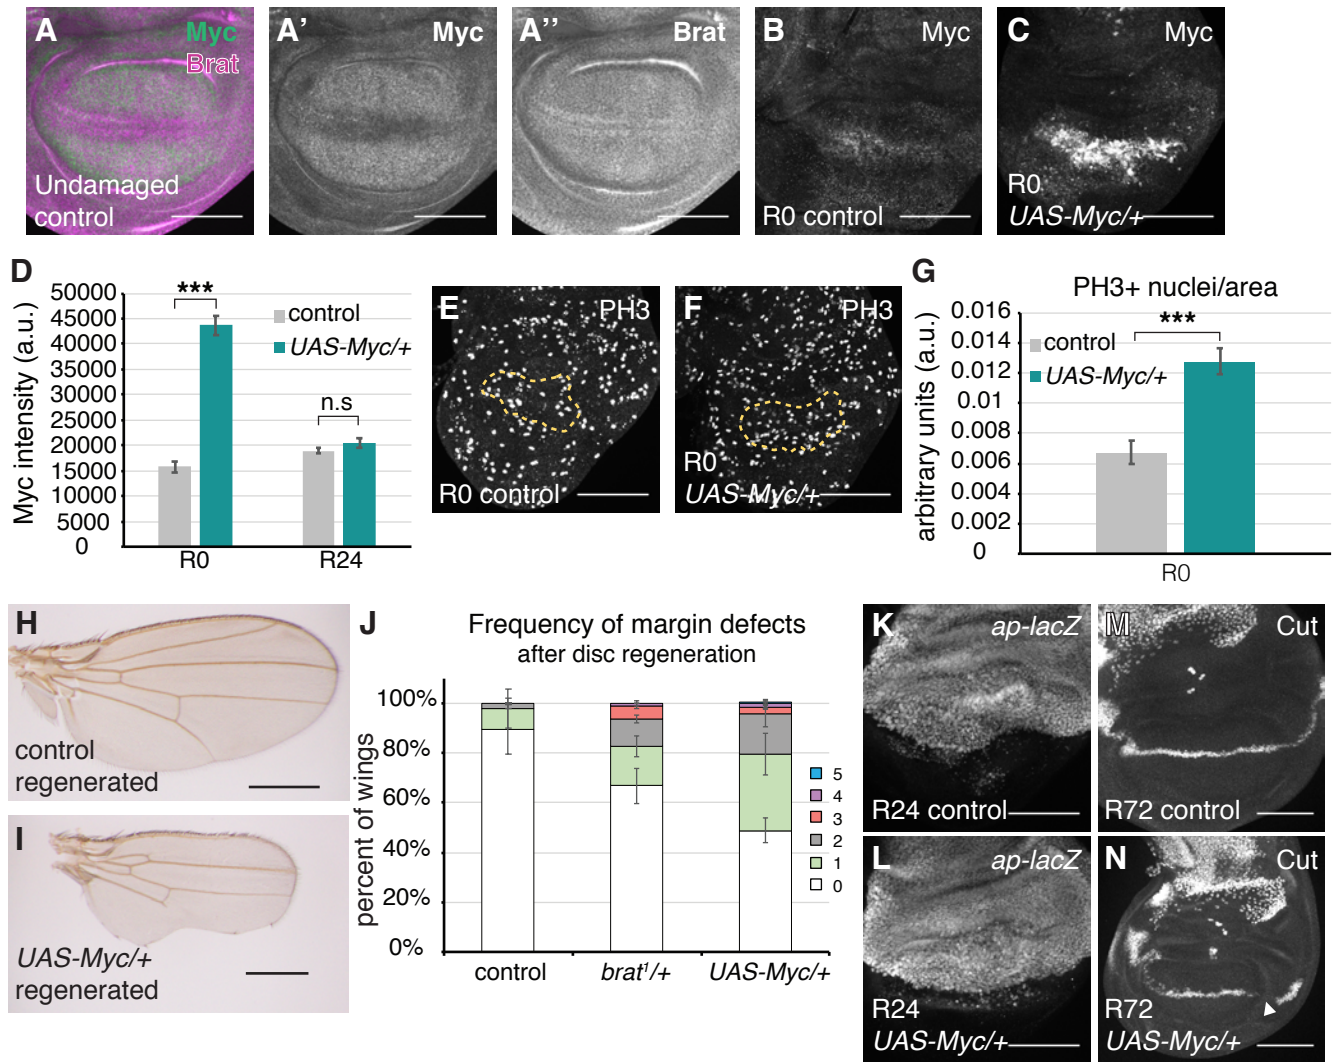 A
Myc
Brat
Undamaged
control
A'
Myc
A''
Brat
B
Myc
R0 control
C
Myc
R0
UAS-Myc/+
D
Myc intensity (a.u.)
50000
45000
40000
35000
30000
25000
20000
15000
10000
5000
0
***
n.s
control
UAS-Myc/+
R0
R24
E
PH3
R0 control
F
PH3
R0
UAS-Myc/+
G
PH3+ nuclei/area
arbitrary units (a.u.)
0.016
0.014
0.012
0.01
0.008
0.006
0.004
0.002
0
***
control
UAS-Myc/+
R0
H
control
regenerated
I
UAS-Myc/+
regenerated
J
Frequency of margin defects
after disc regeneration
percent of wings
100%
80%
60%
40%
20%
0%
5
4
3
2
1
0
control
brat¹/+
UAS-Myc/+
K
ap-lacZ
R24 control
M
Cut
R72 control
L
ap-lacZ
R24
UAS-Myc/+
N
Cut
R72
UAS-Myc/+